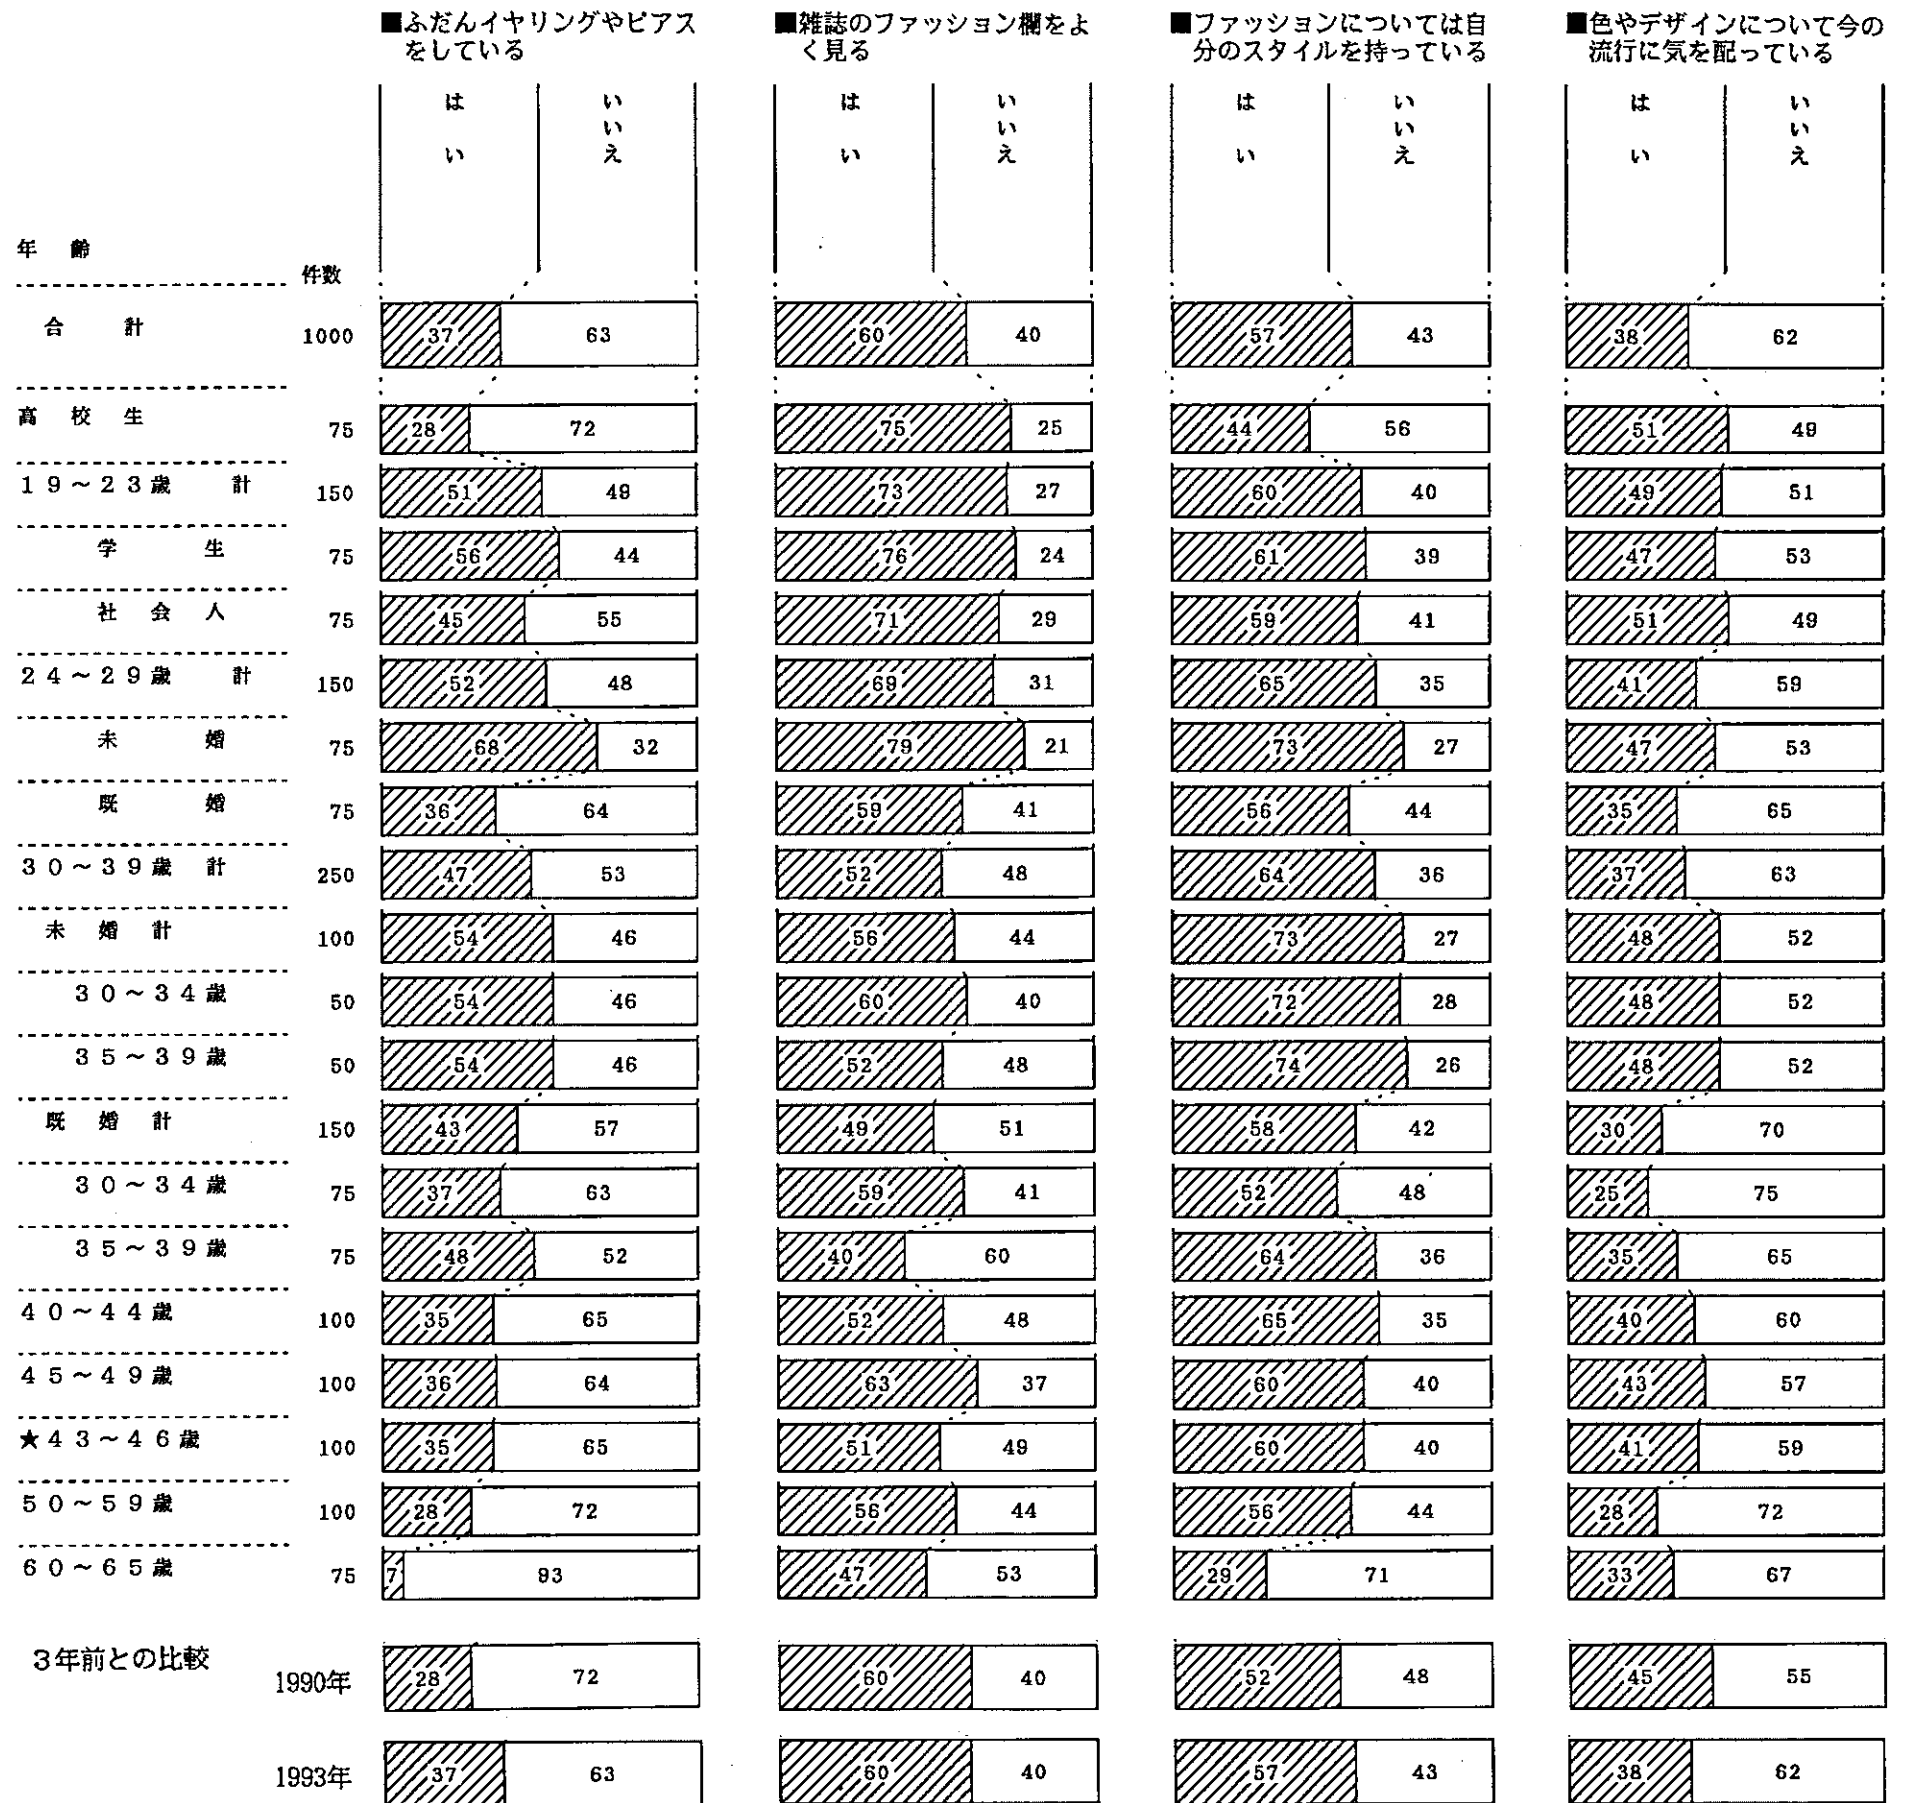 ■ふだんイヤリングやピアス
をしている
■雑誌のファッション欄をよ
く見る
■ファッションについては自
分のスタイルを持っている
■色やデザインについて今の
流行に気を配っている
はい いいえ はい いいえ はい いいえ はい いいえ
年齢
件数
合計 1000 37 63 60 40 57 43 38 62
高校生 75 28 72 75 25 44 56 51 49
19~23歳 計 150 51 49 73 27 60 40 49 51
学生 75 56 44 76 24 61 39 47 53
社会人 75 45 55 71 29 59 41 51 49
24~29歳 計 150 52 48 69 31 65 35 41 59
未婚 75 68 32 79 21 73 27 47 53
既婚 75 36 64 59 41 56 44 35 65
30~39歳 計 250 47 53 52 48 64 36 37 63
未婚計 100 54 46 56 44 73 27 48 52
30~34歳 50 54 46 60 40 72 28 48 52
35~39歳 50 54 46 52 48 74 26 48 52
既婚計 150 43 57 49 51 58 42 30 70
30~34歳 75 37 63 59 41 52 48 25 75
35~39歳 75 48 52 40 60 64 36 35 65
40~44歳 100 35 65 52 48 65 35 40 60
45~49歳 100 36 64 63 37 60 40 43 57
★43~46歳 100 35 65 51 49 60 40 41 59
50~59歳 100 28 72 56 44 56 44 28 72
60~65歳 75 7 93 47 53 29 71 33 67
3年前との比較
1990年 28 72 60 40 52 48 45 55
1993年 37 63 60 40 57 43 38 62